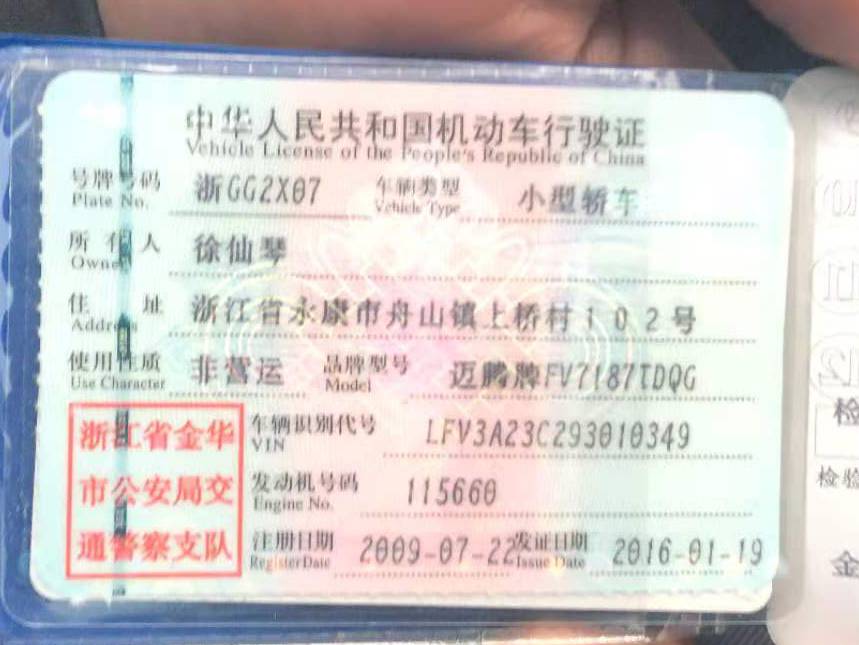 中华人民共和国机动车行驶证
Vehicle License of the People's Republic of China
号牌号码 浙GG2X07 车辆类型 小型轿车
Plate No. Vehicle Type
所有人 徐仙琴
Owner
住址 浙江省永康市舟山镇上桥村102号
Address
使用性质 非营运 品牌型号 迈腾牌FV7187TDQG
Use Character Model
浙江省金华 车辆识别代号 LFV3A23C293010349
VIN
市公安局交 发动机号码 115660
Engine No.
通警察支队 注册日期 2009-07-22 发证日期 2016-01-19
Register Date Issue Date
检
检验
金